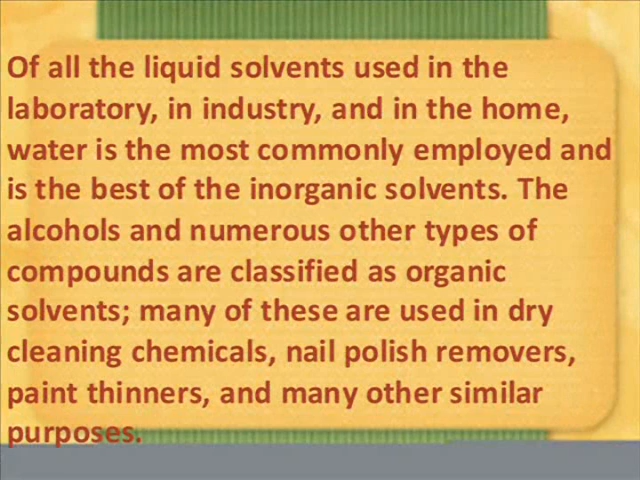 Of all the liquid solvents used in the
laboratory, in industry, and in the home,
water is the most commonly employed and
is the best of the inorganic solvents. The
alcohols and numerous other types of
compounds are classified as organic
solvents; many of these are used in dry
cleaning chemicals, nail polish removers,
paint thinners, and many other similar
purposes.